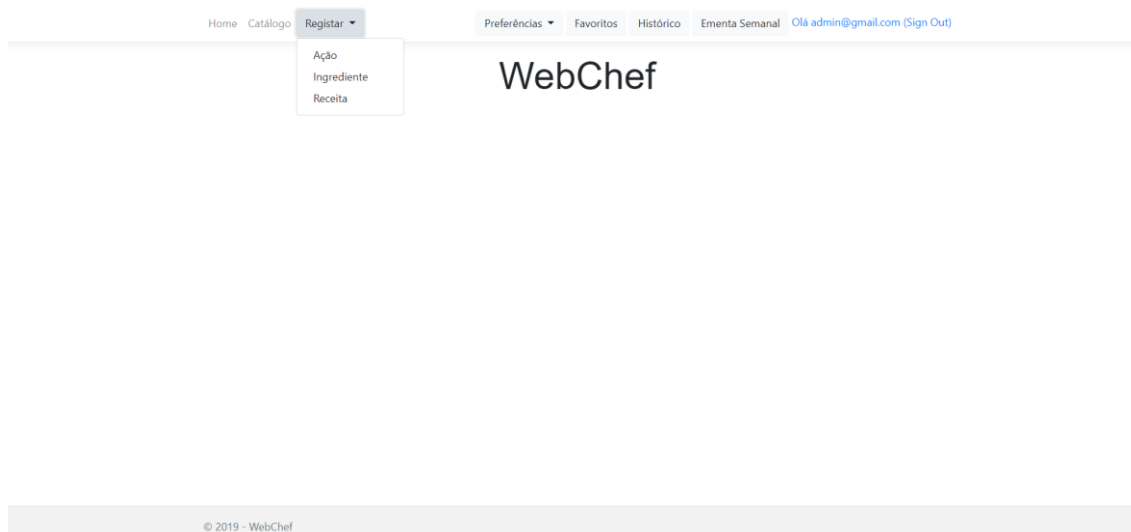 Home Catálogo Registar Preferências Favoritos Histórico Ementa Semanal Olá admin@gmail.com (Sign Out)
Ação
Ingrediente
Receita
WebChef
© 2019 - WebChef